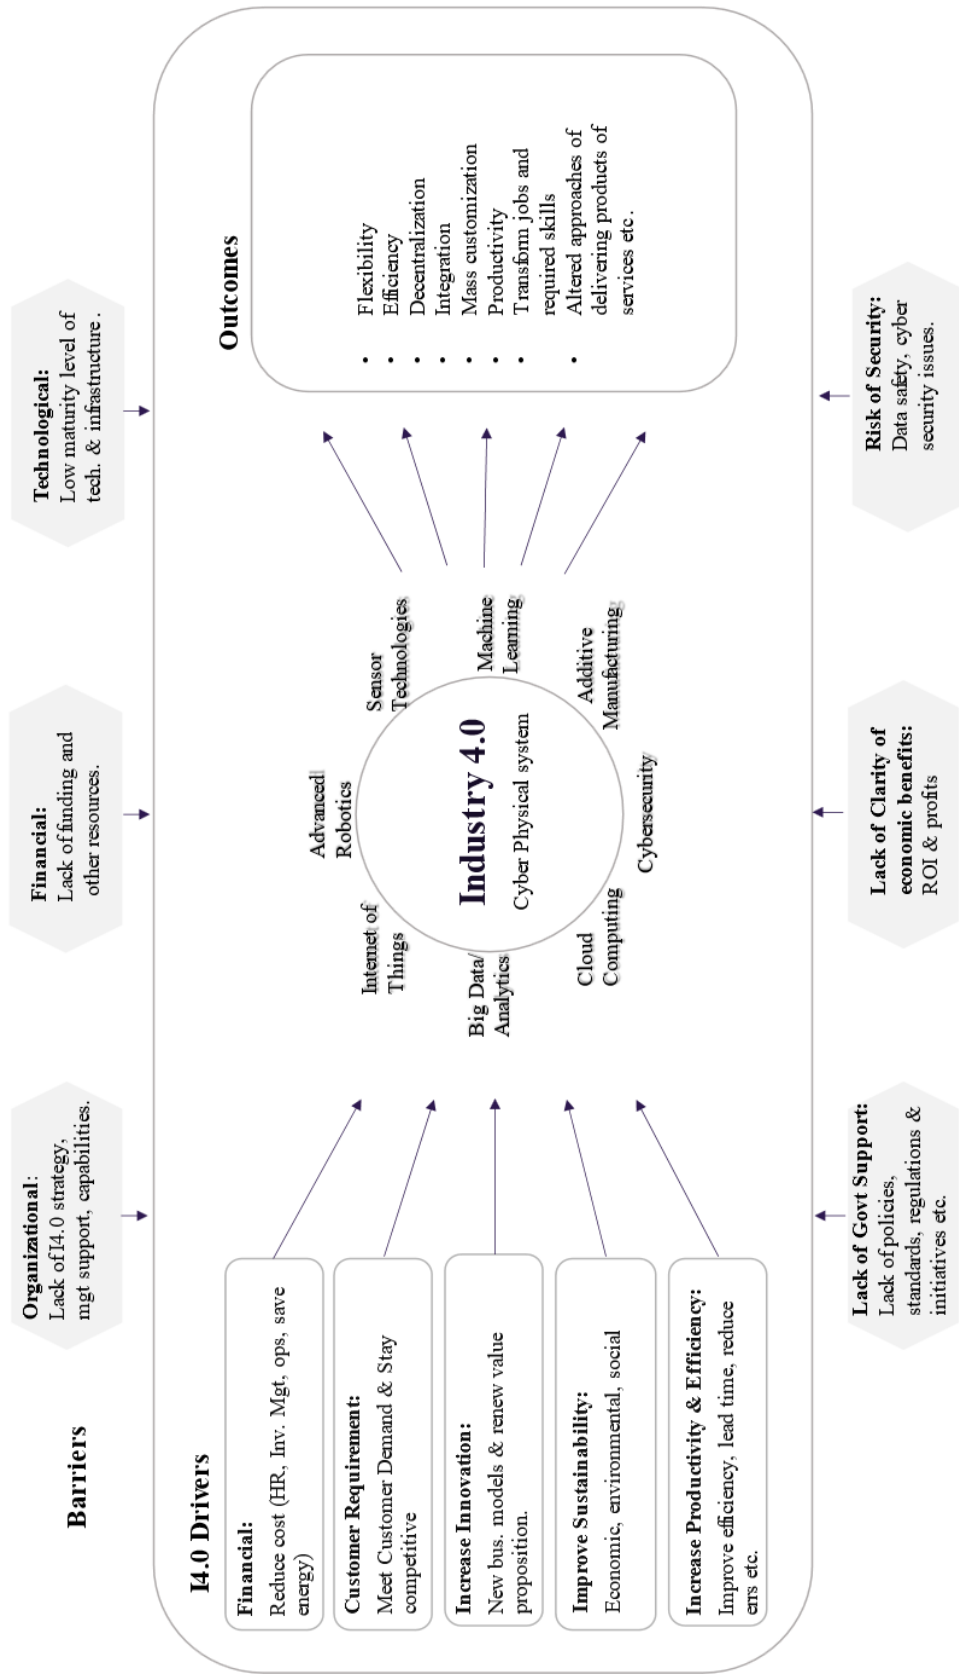 Barriers
Organizational:
Lack of I4.0 strategy,
mgt support, capabilities.
Financial:
Lack of funding and
other resources.
Technological:
Low maturity level of
tech. & infrastructure.
I4.0 Drivers
Financial:
Reduce cost (HR, Inv. Mgt, ops, save
energy)
Customer Requirement:
Meet Customer Demand & Stay
competitive
Increase Innovation:
New bus. models & renew value
proposition.
Improve Sustainability:
Economic, environmental, social
Increase Productivity & Efficiency:
Improve efficiency, lead time, reduce
errs etc.
Advanced
Robotics
Internet of
Things
Sensor
Technologies
Big Data/
Analytics
Industry 4.0
Cyber Physical system
Machine
Learning
Cloud
Computing
Additive
Manufacturing
Cybersecurity
Outcomes
• Flexibility
• Efficiency
• Decentralization
• Integration
• Mass customization
• Productivity
• Transform jobs and
required skills
• Altered approaches of
delivering products of
services etc.
Lack of Govt Support:
Lack of policies,
standards, regulations &
initiatives etc.
Lack of Clarity of
economic benefits:
ROI & profits
Risk of Security:
Data safety, cyber
security issues.